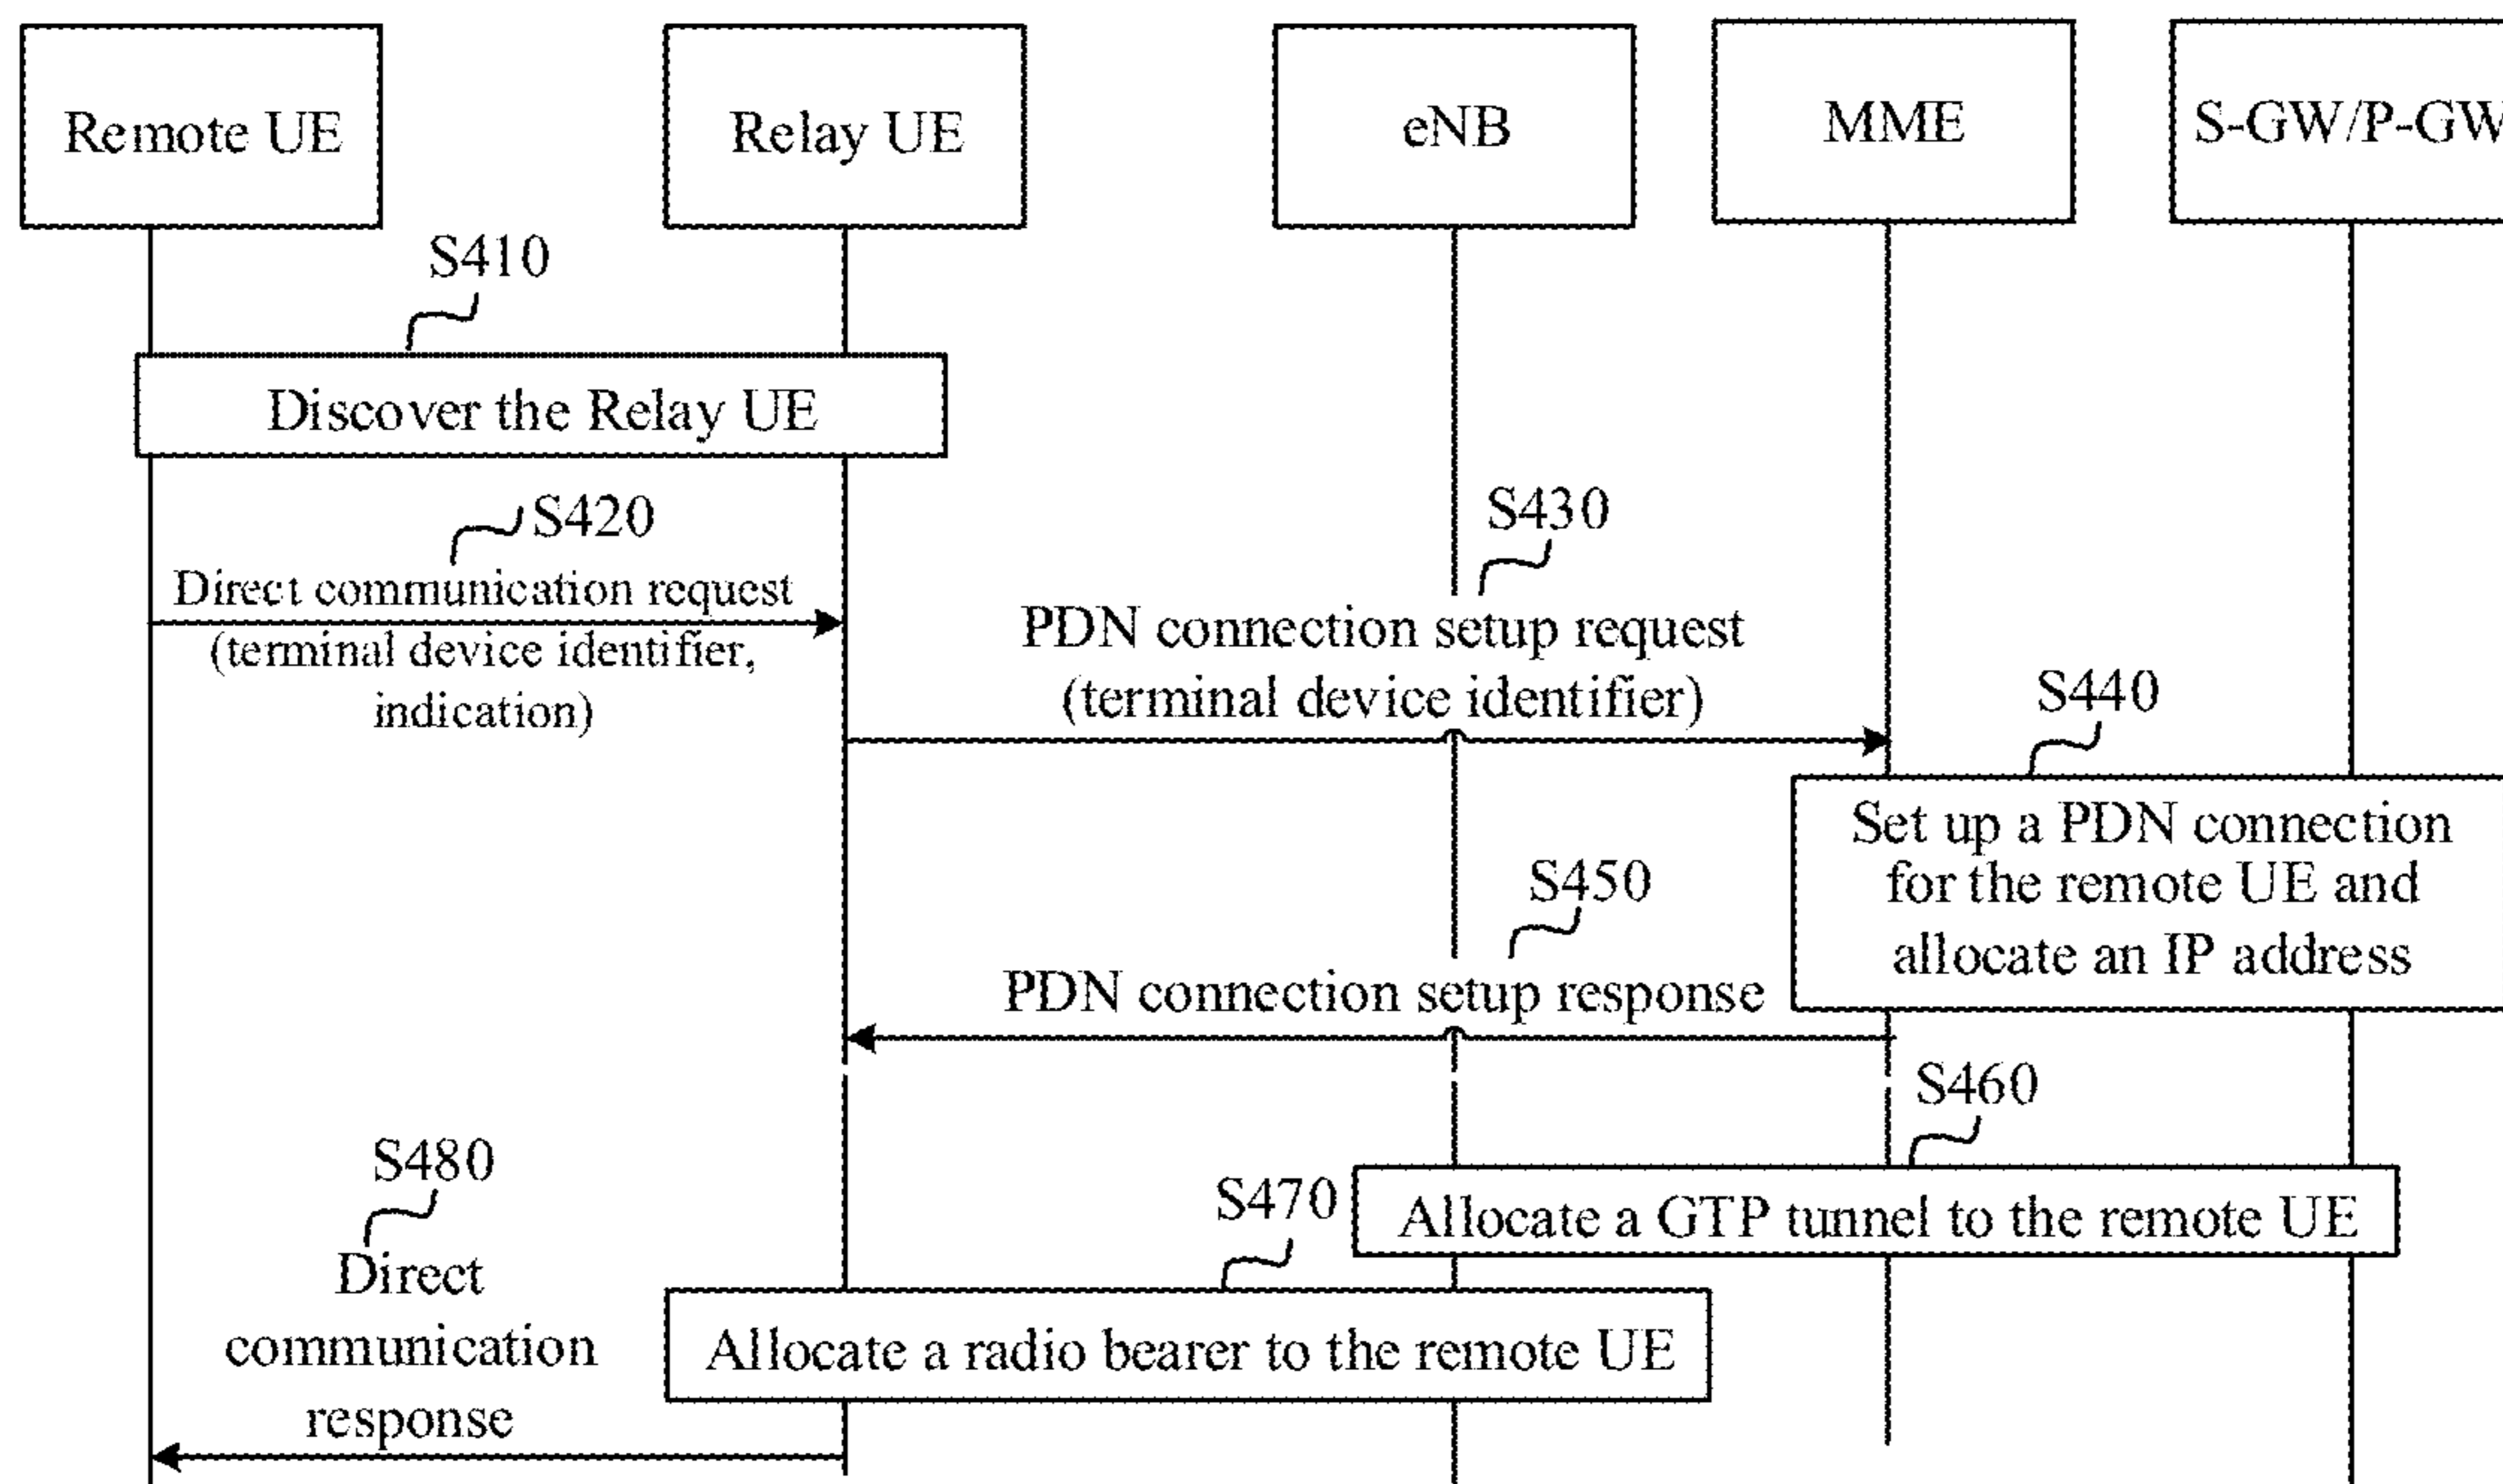 Remote UE
Relay UE
eNB
MME
S-GW/P-GW
S410
Discover the Relay UE
S420
Direct communication request
(terminal device identifier,
indication)
S430
PDN connection setup request
(terminal device identifier)
S440
Set up a PDN connection
for the remote UE and
allocate an IP address
S450
PDN connection setup response
S460
Allocate a GTP tunnel to the remote UE
S470
Allocate a radio bearer to the remote UE
S480
Direct
communication
response